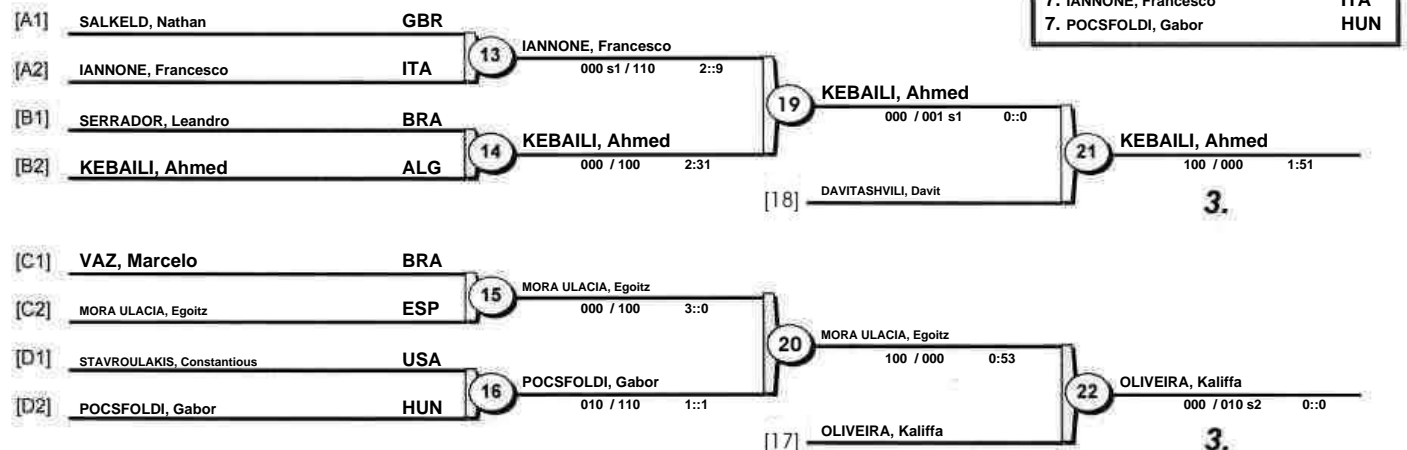 7. IANNONE, Francesco ITA
7. POCSFOLDI, Gabor HUN
[A1] SALKELD, Nathan GBR
13 IANNONE, Francesco
000 s1 / 110 2::9
[A2] IANNONE, Francesco ITA
19 KEBAILI, Ahmed
000 / 001 s1 0::0
[B1] SERRADOR, Leandro BRA
14 KEBAILI, Ahmed
000 / 100 2:31
[B2] KEBAILI, Ahmed ALG
21 KEBAILI, Ahmed
100 / 000 1:51
[18] DAVITASHVILI, Davit
3.
[C1] VAZ, Marcelo BRA
15 MORA ULACIA, Egoitz
000 / 100 3::0
[C2] MORA ULACIA, Egoitz ESP
20 MORA ULACIA, Egoitz
100 / 000 0:53
[D1] STAVROULAKIS, Constantious USA
16 POCSFOLDI, Gabor
010 / 110 1::1
[D2] POCSFOLDI, Gabor HUN
22 OLIVEIRA, Kaliffa
000 / 010 s2 0::0
[17] OLIVEIRA, Kaliffa
3.